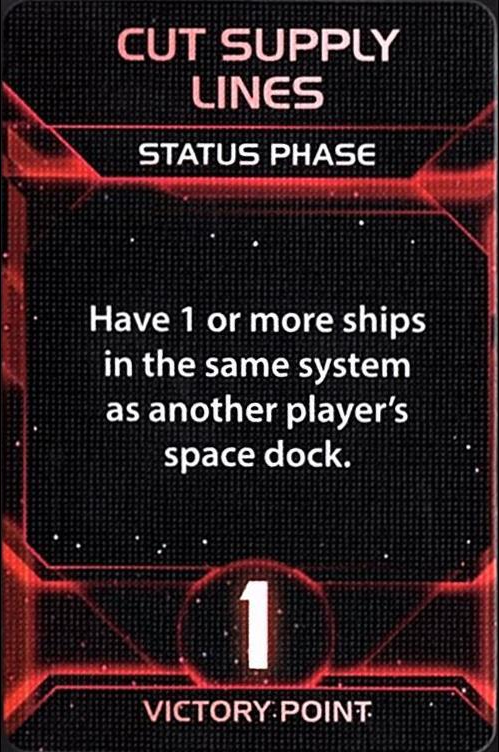 CUT SUPPLY
LINES
STATUS PHASE
Have 1 or more ships
in the same system
as another player's
space dock.
1
VICTORY POINT